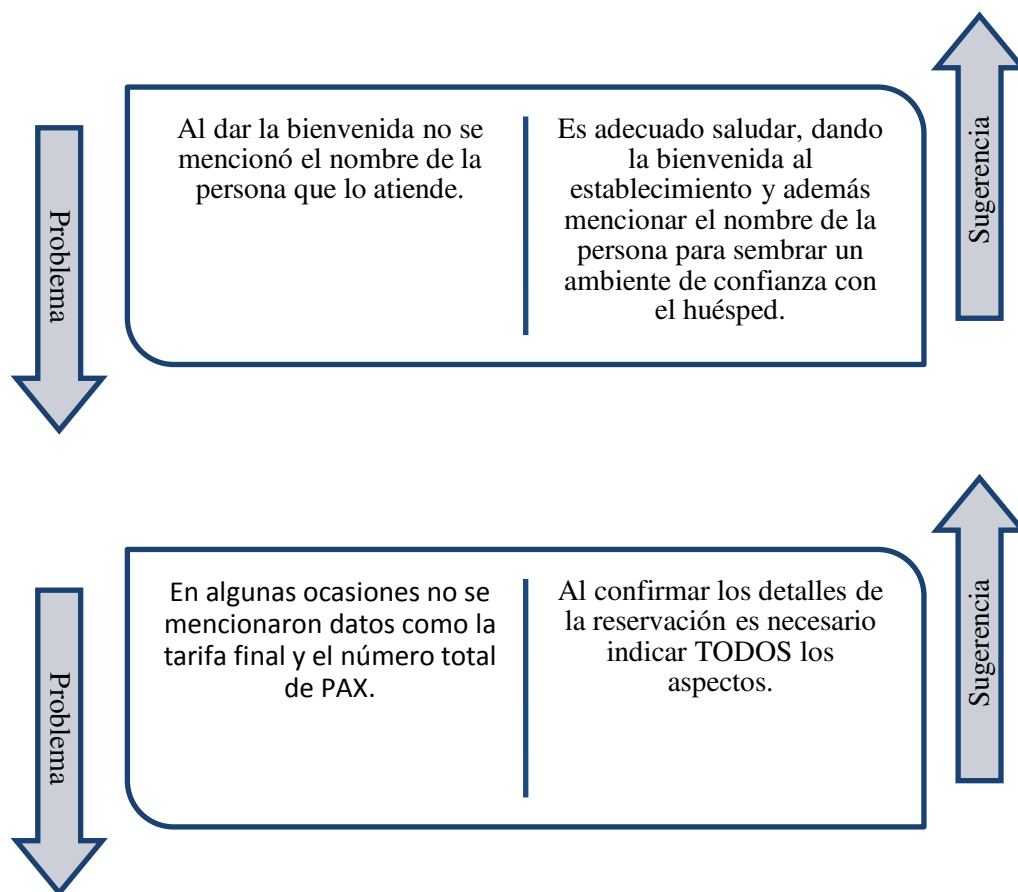 Problema
Al dar la bienvenida no se
mencionó el nombre de la
persona que lo atiende.
Es adecuado saludar, dando
la bienvenida al
establecimiento y además
mencionar el nombre de la
persona para sembrar un
ambiente de confianza con
el huésped.
Sugerencia
Problema
En algunas ocasiones no se
mencionaron datos como la
tarifa final y el número total
de PAX.
Al confirmar los detalles de
la reservación es necesario
indicar TODOS los
aspectos.
Sugerencia